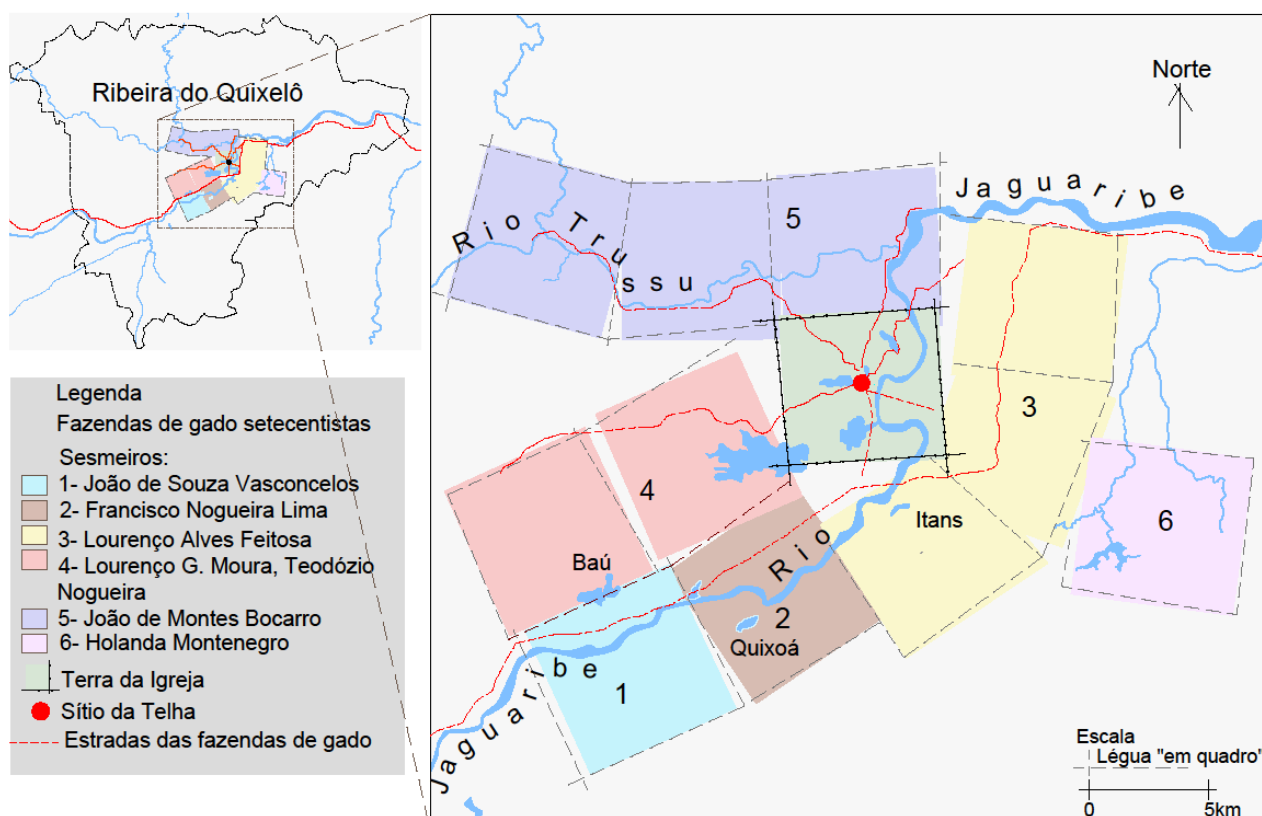 Ribeira do Quixelô
Legenda
Fazendas de gado setecentistas
Sesmeiros:
1- João de Souza Vasconcelos
2- Francisco Nogueira Lima
3- Lourenço Alves Feitosa
4- Lourenço G. Moura, Teodózio
Nogueira
5- João de Montes Bocarro
6- Holanda Montenegro
Terra da Igreja
Sítio da Telha
Estradas das fazendas de gado
Norte
Jaguaribe
5
Rio Trussu
3
4
Itans
6
Baú
Rio
2
Quixoá
Jaguaribe
1
Escala
Légua "em quadro"
0 5km